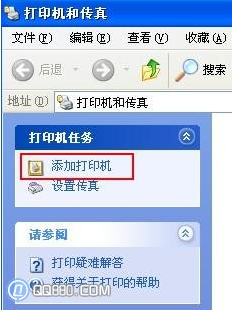 打印机和传真
文件(F) 编辑(E) 查看(V) 收藏(A)
后退 搜索
地址(D) 打印机和传真
打印机任务
添加打印机
设置传真
请参阅
打印疑难解答
获得关于打印的帮助
QQ880.COM